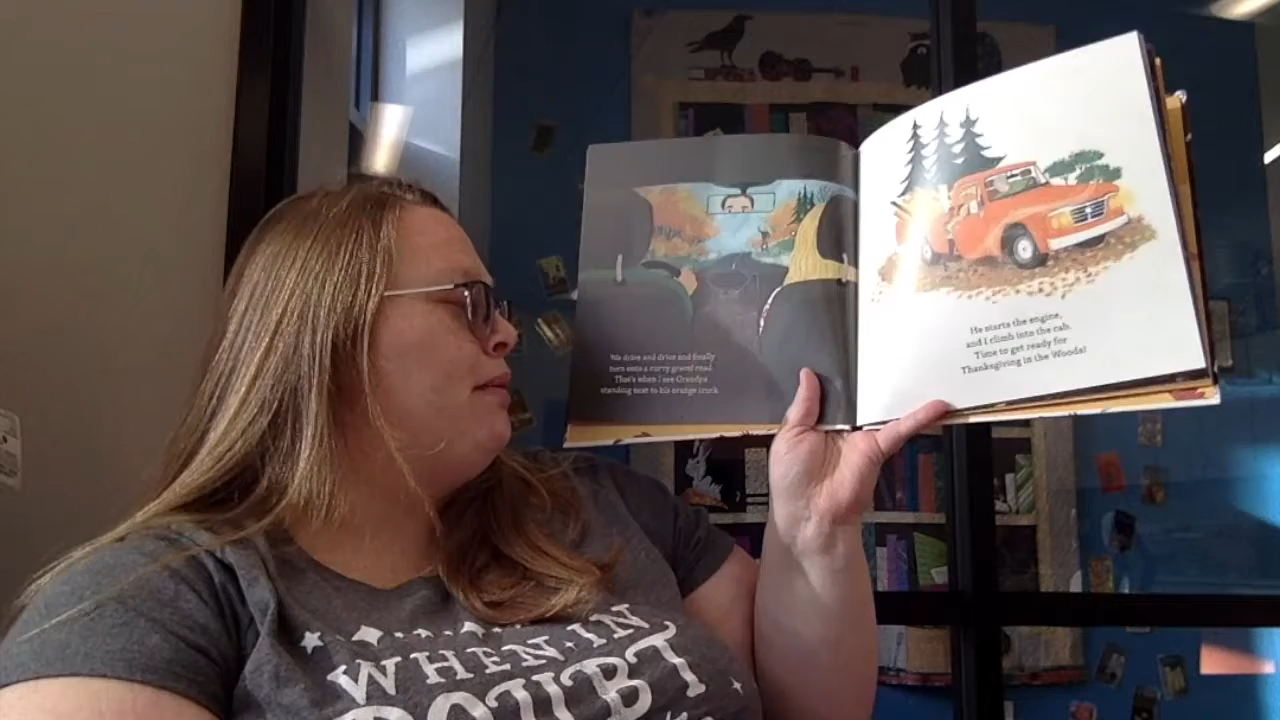 We drive and drive and finally
turn onto a curvy gravel road.
That's when I see Grandpa
standing next to his orange truck.
He starts the engine,
and I climb into the cab.
Time to get ready for
Thanksgiving in the Woods!
WHEN IN
DOUBT